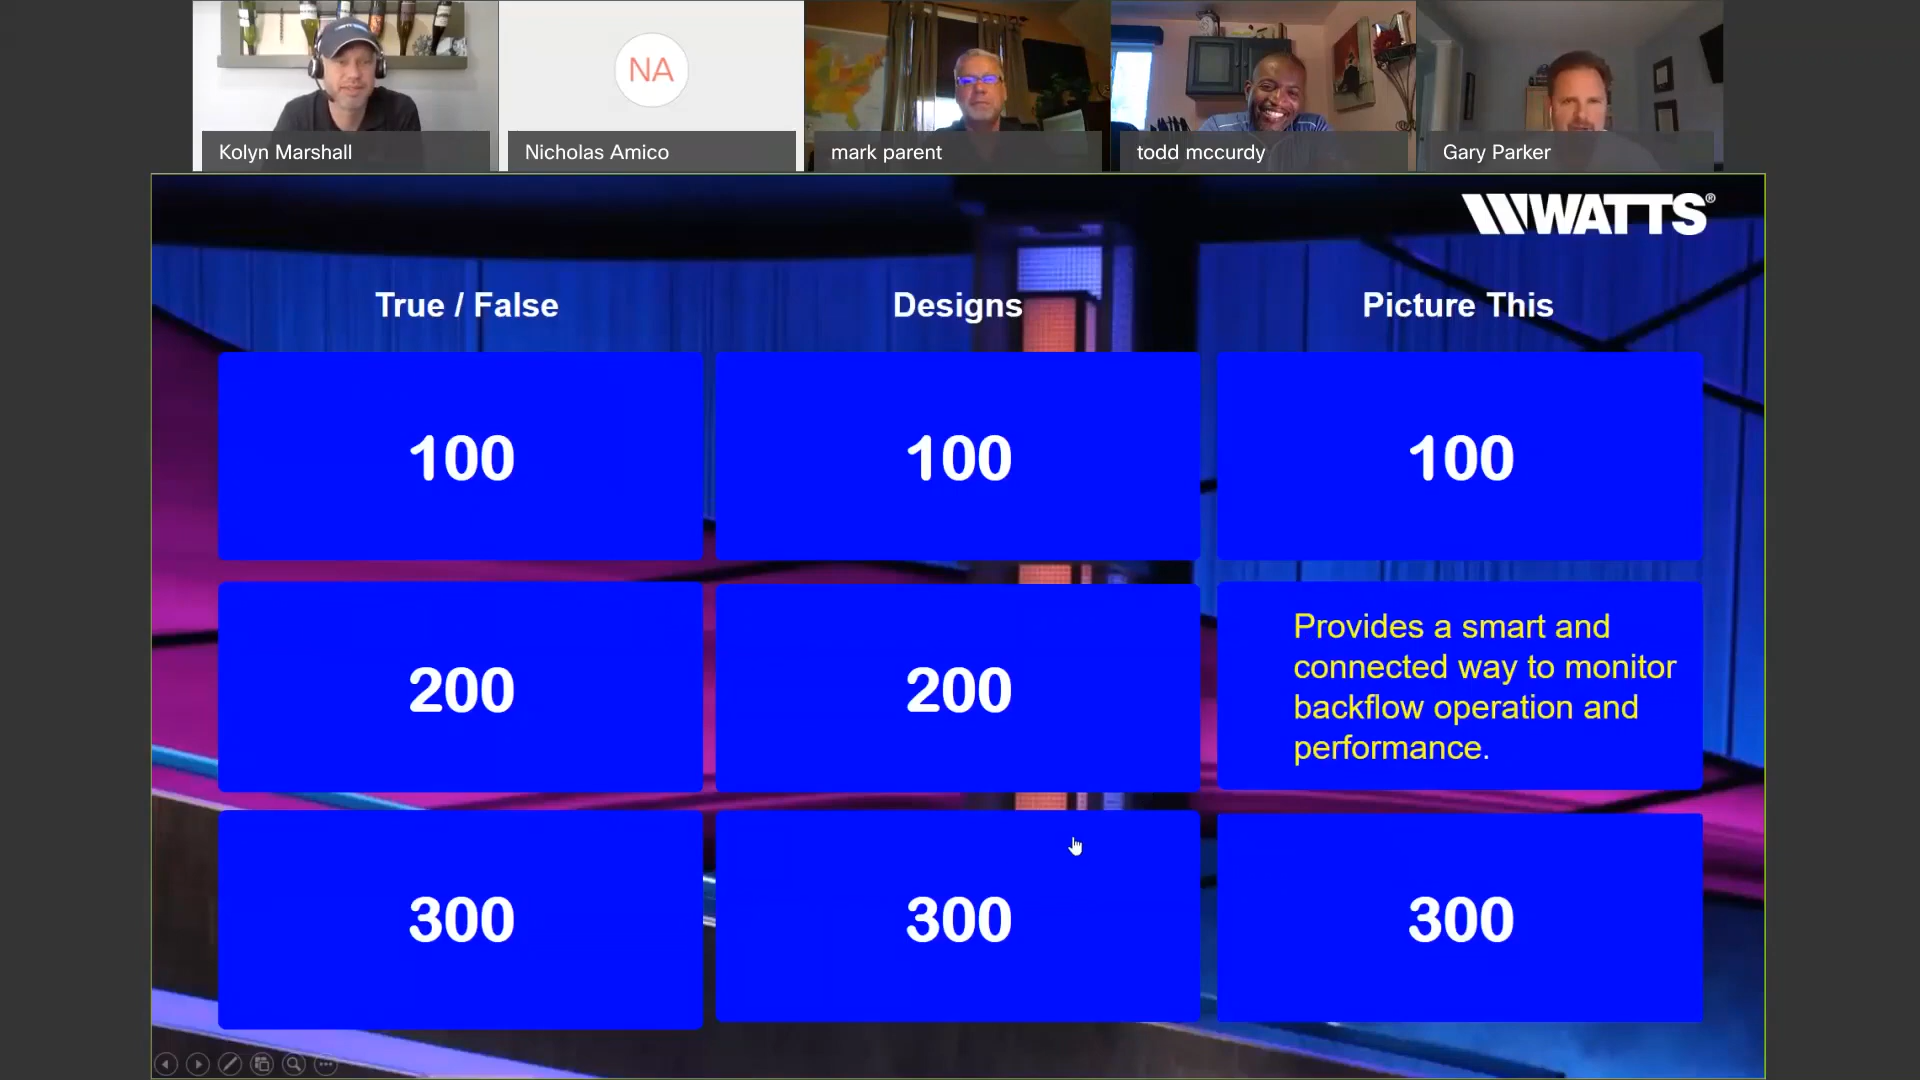 NA
Kolyn Marshall
Nicholas Amico
mark parent
todd mccurdy
Gary Parker
WATTS®
True / False
Designs
Picture This
100
100
100
200
200
Provides a smart and
connected way to monitor
backflow operation and
performance.
300
300
300